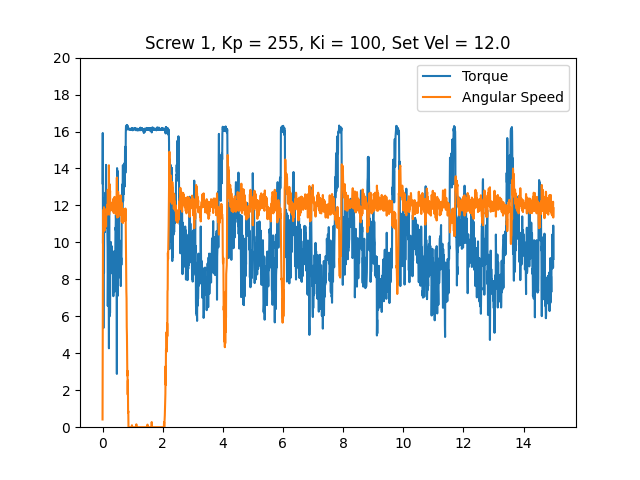 Screw 1, Kp = 255, Ki = 100, Set Vel = 12.0
Torque
Angular Speed
20
18
16
14
12
10
8
6
4
2
0
0 2 4 6 8 10 12 14